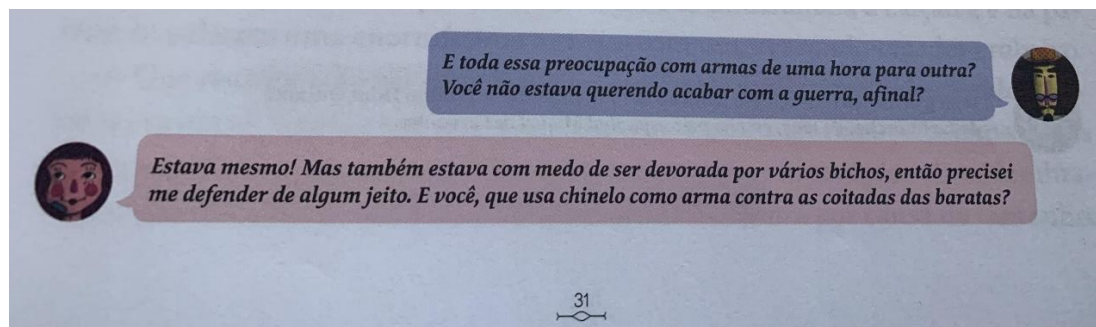 E toda essa preocupação com armas de uma hora para outra?
Você não estava querendo acabar com a guerra, afinal?
Estava mesmo! Mas também estava com medo de ser devorada por vários bichos, então precisei
me defender de algum jeito. E você, que usa chinelo como arma contra as coitadas das baratas?
31